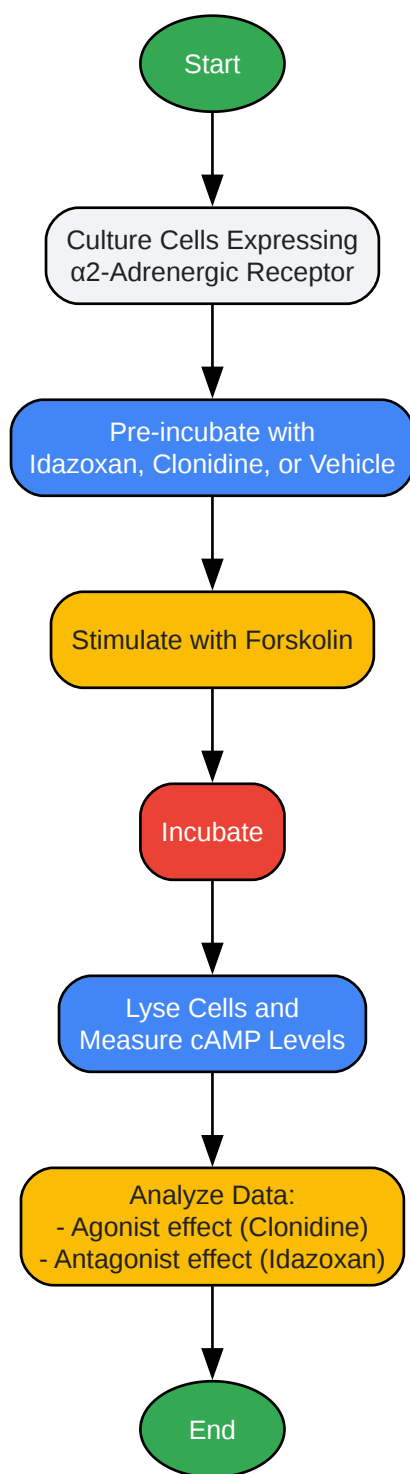 Start
Culture Cells Expressing
α2-Adrenergic Receptor
Pre-incubate with
Idazoxan, Clonidine, or Vehicle
Stimulate with Forskolin
Incubate
Lyse Cells and
Measure cAMP Levels
Analyze Data:
- Agonist effect (Clonidine)
- Antagonist effect (Idazoxan)
End